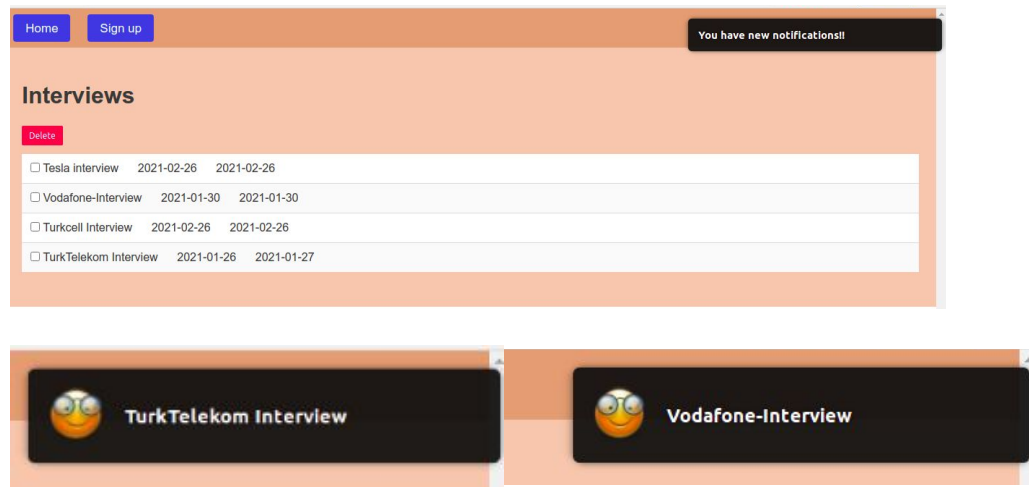 Home Sign up
You have new notifications!!
Interviews
Delete
Tesla interview 2021-02-26 2021-02-26
Vodafone-Interview 2021-01-30 2021-01-30
Turkcell Interview 2021-02-26 2021-02-26
TurkTelekom Interview 2021-01-26 2021-01-27
TurkTelekom Interview
Vodafone-Interview